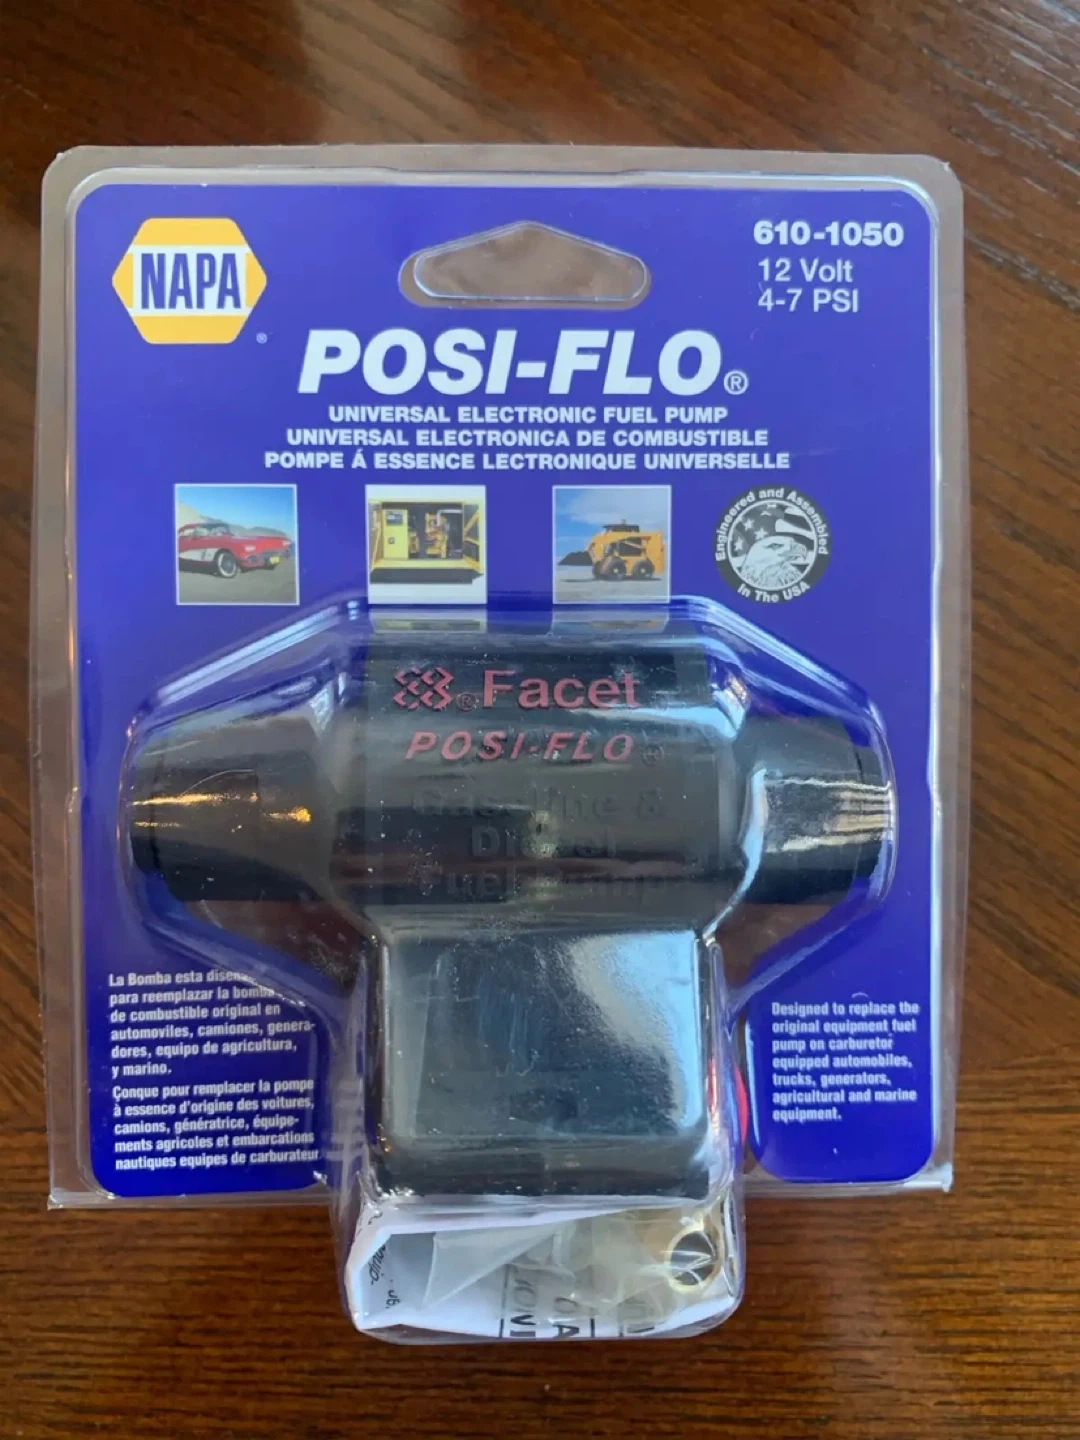 NAPA
®
610-1050
12 Volt
4-7 PSI
POSI-FLO®
UNIVERSAL ELECTRONIC FUEL PUMP
UNIVERSAL ELECTRONICA DE COMBUSTIBLE
POMPE Á ESSENCE LECTRONIQUE UNIVERSELLE
Engineered and Assembled
In The USA
® Facet
POSI-FLO ®
Gasoline &
Diesel
Fuel Pump
La Bomba esta
para reemplazar la bomba
de combustible original en
automoviles, camiones, genera-
dores, equipo de agricultura,
y marino.
Çonque pour remplacer la pompe
à essence d'origine des voitures,
camions, génératrice, équipe-
ments agricoles et embarcations
nautiques equipes de carburateur
Designed to replace the
original equipment fuel
pump on carburetor
equipped automobiles,
trucks, generators,
agricultural and marine
equipment.